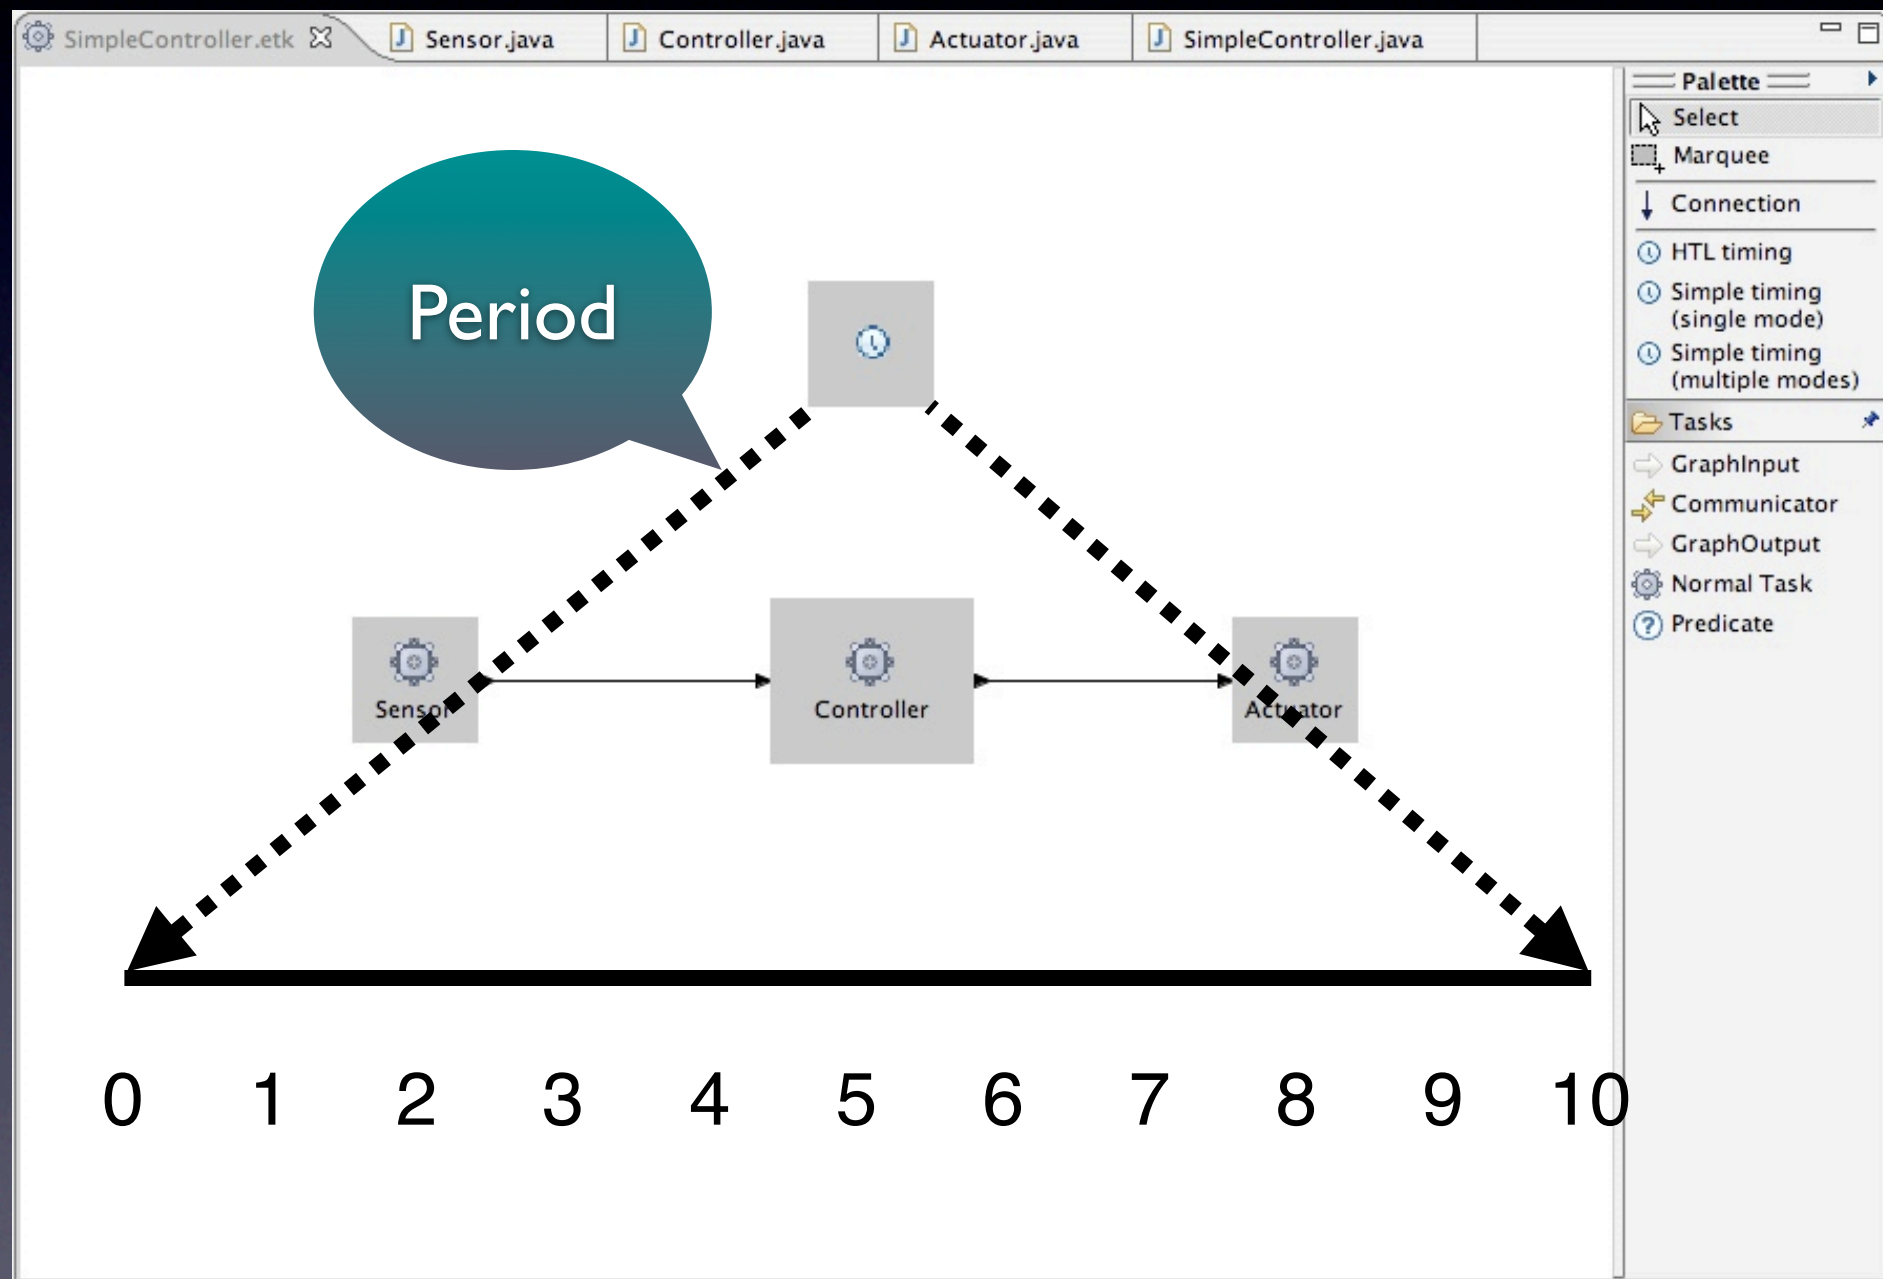 SimpleController.etk
Sensor.java
Controller.java
Actuator.java
SimpleController.java
Palette
Select
Marquee
Connection
HTL timing
Simple timing
(single mode)
Simple timing
(multiple modes)
Tasks
GraphInput
Communicator
GraphOutput
Normal Task
Predicate
Period
Sensor
Controller
Actuator
0 1 2 3 4 5 6 7 8 9 10